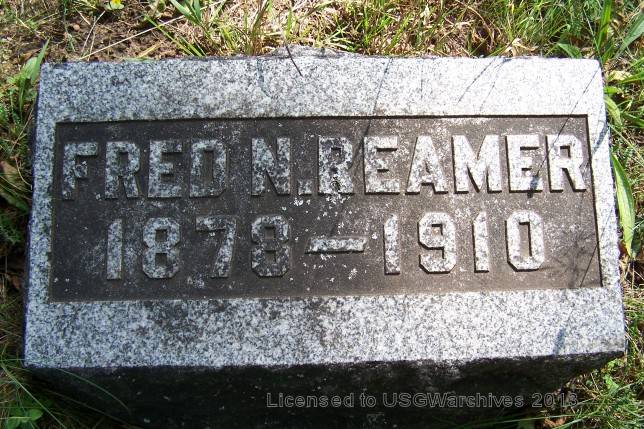 FRED N. REAMER
1878-1910
Licensed to USGWarchives 2013